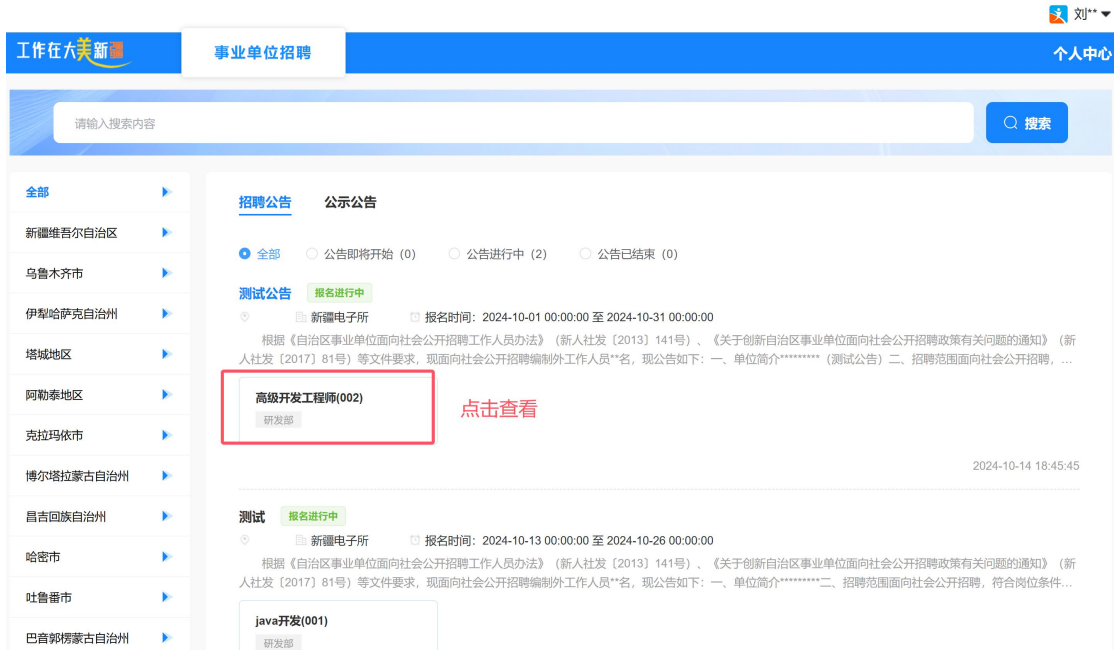 刘**
工作在大美新疆
事业单位招聘
个人中心
请输入搜索内容
搜索
全部
新疆维吾尔自治区
乌鲁木齐市
伊犁哈萨克自治州
塔城地区
阿勒泰地区
克拉玛依市
博尔塔拉蒙古自治州
昌吉回族自治州
哈密市
吐鲁番市
巴音郭楞蒙古自治州
招聘公告 公示公告
全部 公告即将开始（0） 公告进行中（2） 公告已结束（0）
测试公告 报名进行中
新疆电子所 报名时间：2024-10-01 00:00:00 至 2024-10-31 00:00:00
根据《自治区事业单位面向社会公开招聘工作人员办法》（新人社发〔2013〕141号）、《关于创新自治区事业单位面向社会公开招聘政策有关问题的通知》（新
人社发〔2017〕81号）等文件要求，现面向社会公开招聘编制外工作人员**名，现公告如下：一、单位简介*********（测试公告）二、招聘范围面向社会公开招聘，...
高级开发工程师(002)
研发部
点击查看
2024-10-14 18:45:45
测试 报名进行中
新疆电子所 报名时间：2024-10-13 00:00:00 至 2024-10-26 00:00:00
根据《自治区事业单位面向社会公开招聘工作人员办法》（新人社发〔2013〕141号）、《关于创新自治区事业单位面向社会公开招聘政策有关问题的通知》（新
人社发〔2017〕81号）等文件要求，现面向社会公开招聘编制外工作人员**名，现公告如下：一、单位简介*********二、招聘范围面向社会公开招聘，符合岗位条件...
java开发(001)
研发部